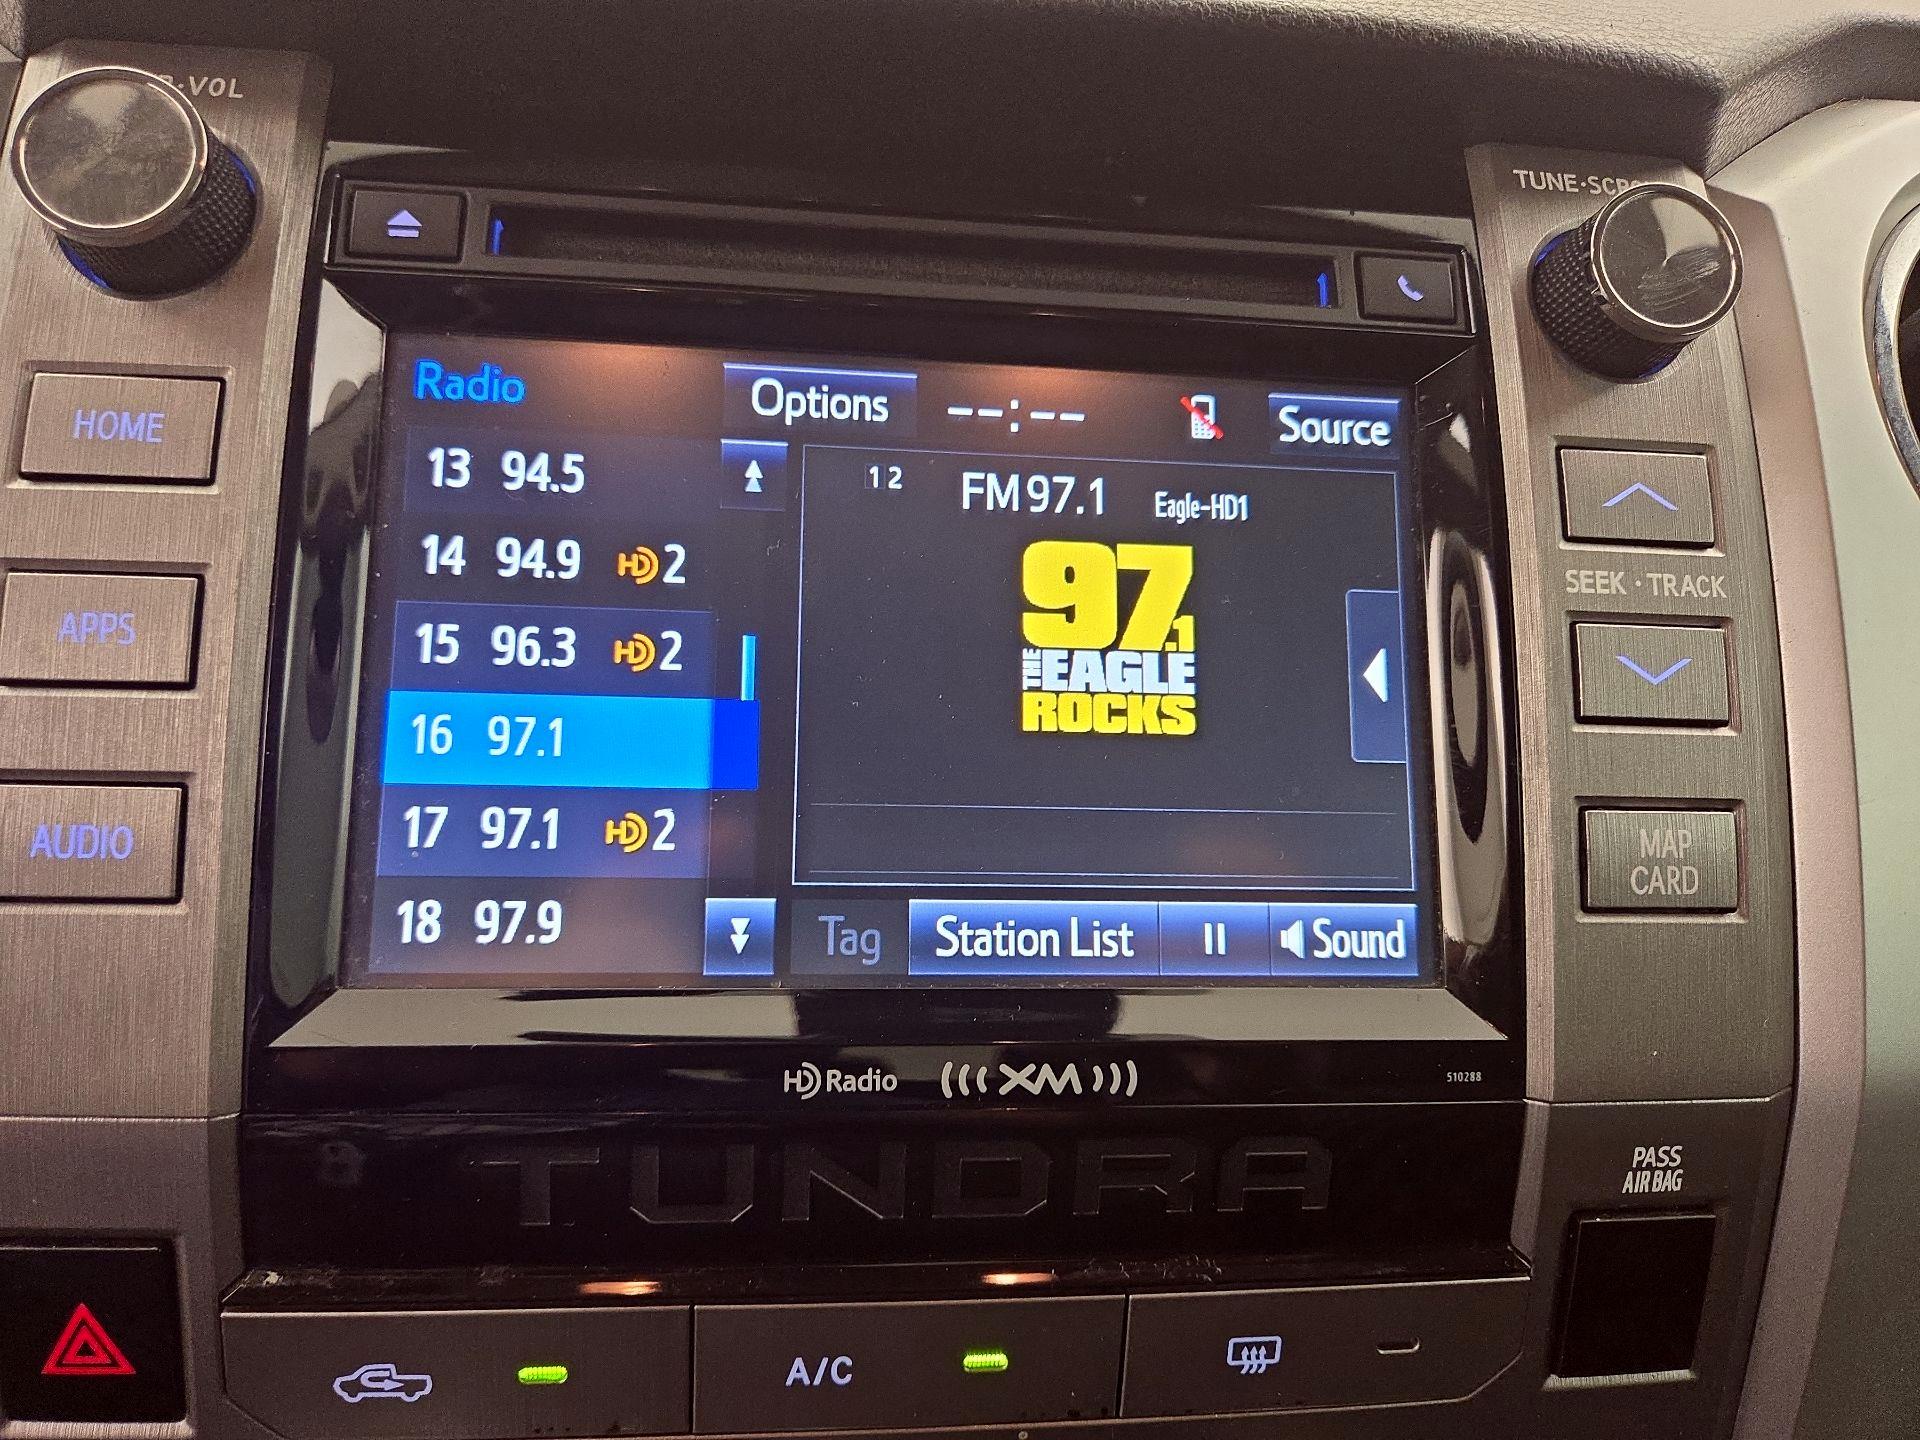 VOL
TUNE·SCR
HOME
APPS
AUDIO
Radio
Options
--:--
Source
13 94.5
14 94.9 HD 2
15 96.3 HD 2
16 97.1
17 97.1 HD 2
18 97.9
1 2
FM 97.1 Eagle-HD1
97.1
THE EAGLE
ROCKS
Tag
Station List
Sound
SEEK · TRACK
MAP
CARD
HD Radio
XM
510288
TUNDRA
PASS
AIR BAG
A/C